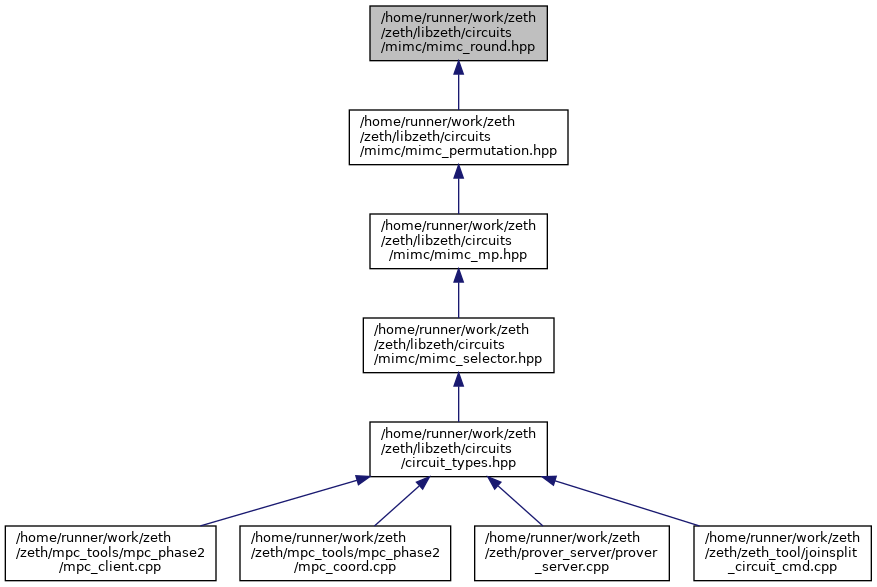 /home/runner/work/zeth
/zeth/libzeth/circuits
/mimc/mimc_round.hpp
/home/runner/work/zeth
/zeth/libzeth/circuits
/mimc/mimc_permutation.hpp
/home/runner/work/zeth
/zeth/libzeth/circuits
/mimc/mimc_mp.hpp
/home/runner/work/zeth
/zeth/libzeth/circuits
/mimc/mimc_selector.hpp
/home/runner/work/zeth
/zeth/libzeth/circuits
/circuit_types.hpp
/home/runner/work/zeth
/zeth/mpc_tools/mpc_phase2
/mpc_client.cpp
/home/runner/work/zeth
/zeth/mpc_tools/mpc_phase2
/mpc_coord.cpp
/home/runner/work/zeth
/zeth/prover_server/prover
_server.cpp
/home/runner/work/zeth
/zeth/zeth_tool/joinsplit
_circuit_cmd.cpp